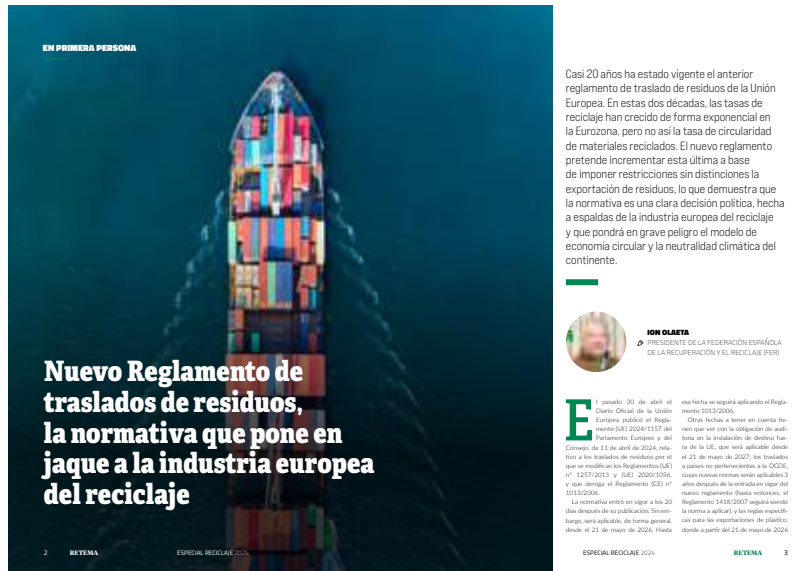 EN PRIMERA PERSONA
Nuevo Reglamento de
traslados de residuos,
la normativa que pone en
jaque a la industria europea
del reciclaje
2 RETEMA ESPECIAL RECICLAJE 2024
Casi 20 años ha estado vigente el anterior
reglamento de traslado de residuos de la Unión
Europea. En estas dos décadas, las tasas de
reciclaje han crecido de forma exponencial en
la Eurozona, pero no así la tasa de circularidad
de materiales reciclados. El nuevo reglamento
pretende incrementar esta última a base
de imponer restricciones sin distinciones la
exportación de residuos, lo que demuestra que
la normativa es una clara decisión política, hecha
a espaldas de la industria europea del reciclaje
y que pondrá en grave peligro el modelo de
economía circular y la neutralidad climática del
continente.
ION OLAETA
PRESIDENTE DE LA FEDERACIÓN ESPAÑOLA
DE LA RECUPERACIÓN Y EL RECICLAJE (FER)
El pasado 30 de abril el
Diario Oficial de la Unión
Europea publicó el Regla-
mento (UE) 2024/1157 del
Parlamento Europeo y del
Consejo, de 11 de abril de 2024, rela-
tivo a los traslados de residuos por el
que se modifican los Reglamentos (UE)
nº 1257/2013 y (UE) 2020/1056,
y que deroga el Reglamento (CE) nº
1013/2006.
La normativa entró en vigor a los 20
días después de su publicación. Sin em-
bargo, será aplicable, de forma general,
desde el 21 de mayo de 2026. Hasta
esa fecha se seguirá aplicando el Regla-
mento 1013/2006.
Otras fechas a tener en cuenta tie-
nen que ver con la obligación de audi-
toría en la instalación de destino fue-
ra de la UE, que será aplicable desde
el 21 de mayo de 2027; los traslados
a países no pertenecientes a la OCDE,
cuyas nuevas normas serán aplicables 3
años después de la entrada en vigor del
nuevo reglamento (hasta entonces, el
Reglamento 1418/2007 seguirá siendo
la norma a aplicar), y las reglas específi-
cas para las exportaciones de plástico,
donde a partir del 21 de mayo de 2026
ESPECIAL RECICLAJE 2024 RETEMA 3